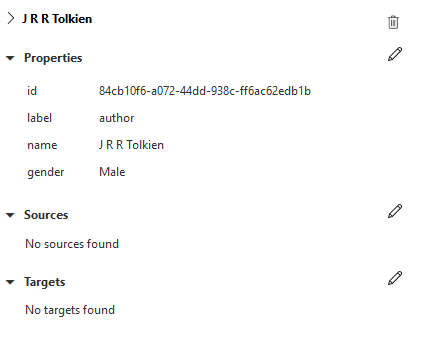 J R R Tolkien
Properties
id 84cb10f6-a072-44dd-938c-ff6ac62edb1b
label author
name J R R Tolkien
gender Male
Sources
No sources found
Targets
No targets found